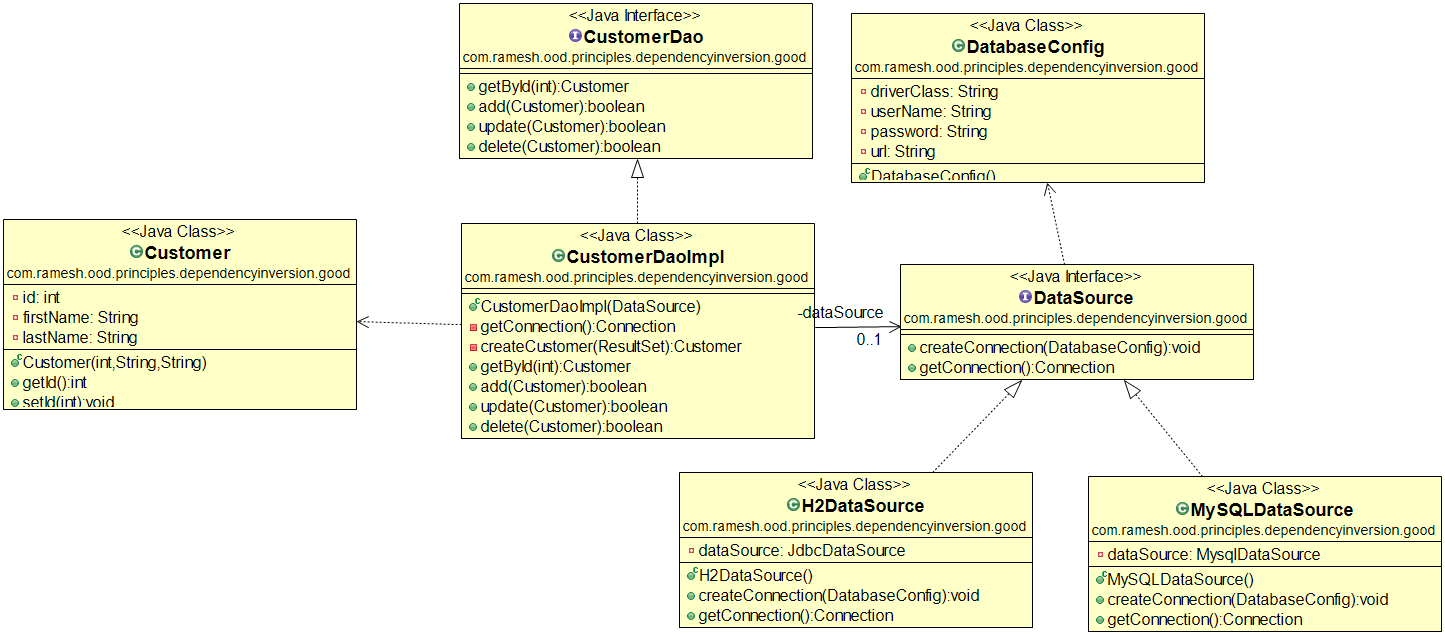 <<Java Interface>>
CustomerDao
com.ramesh.ood.principles.dependencyinversion.good
getById(int):Customer
add(Customer):boolean
update(Customer):boolean
delete(Customer):boolean
<<Java Class>>
DatabaseConfig
com.ramesh.ood.principles.dependencyinversion.good
driverClass: String
userName: String
password: String
url: String
DatabaseConfig()
<<Java Class>>
Customer
com.ramesh.ood.principles.dependencyinversion.good
id: int
firstName: String
lastName: String
Customer(int,String,String)
getId():int
setId(int):void
<<Java Class>>
CustomerDaoImpl
com.ramesh.ood.principles.dependencyinversion.good
CustomerDaoImpl(DataSource)
getConnection():Connection
createCustomer(ResultSet):Customer
getById(int):Customer
add(Customer):boolean
update(Customer):boolean
delete(Customer):boolean
-dataSource
0..1
<<Java Interface>>
DataSource
com.ramesh.ood.principles.dependencyinversion.good
createConnection(DatabaseConfig):void
getConnection():Connection
<<Java Class>>
H2DataSource
com.ramesh.ood.principles.dependencyinversion.good
dataSource: JdbcDataSource
H2DataSource()
createConnection(DatabaseConfig):void
getConnection():Connection
<<Java Class>>
MySQLDataSource
com.ramesh.ood.principles.dependencyinversion.good
dataSource: MysqlDataSource
MySQLDataSource()
createConnection(DatabaseConfig):void
getConnection():Connection